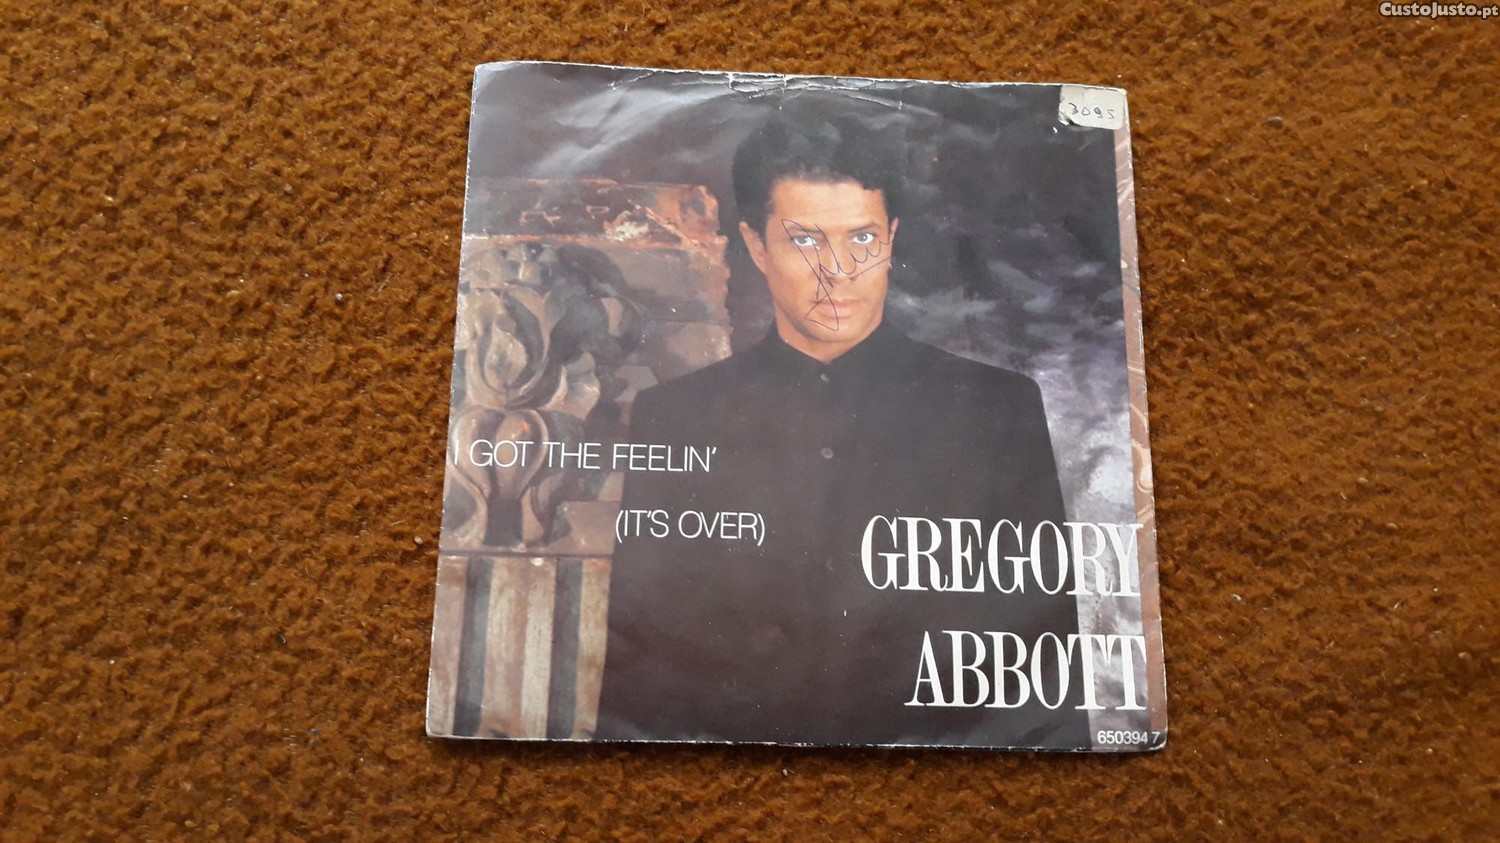 CustoJusto.pt
3095
I GOT THE FEELIN'
(IT'S OVER)
GREGORY
ABBOTT
650394 7